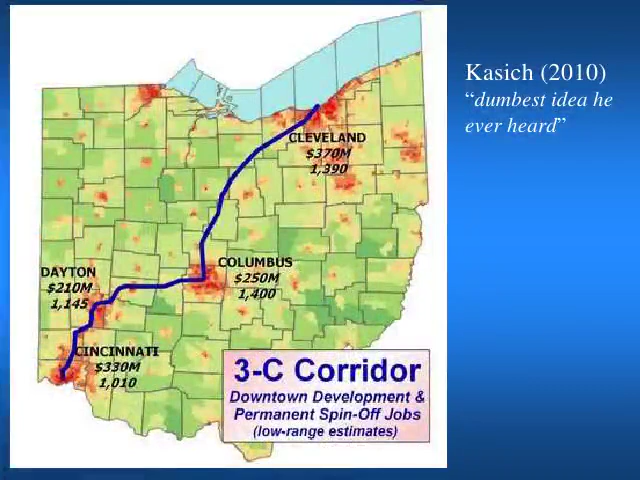 Kasich (2010)
“dumbest idea he
ever heard”
CLEVELAND
$370M
1,390
COLUMBUS
$250M
1,400
DAYTON
$210M
1,145
CINCINNATI
$330M
1,010
3-C Corridor
Downtown Development &
Permanent Spin-Off Jobs
(low-range estimates)